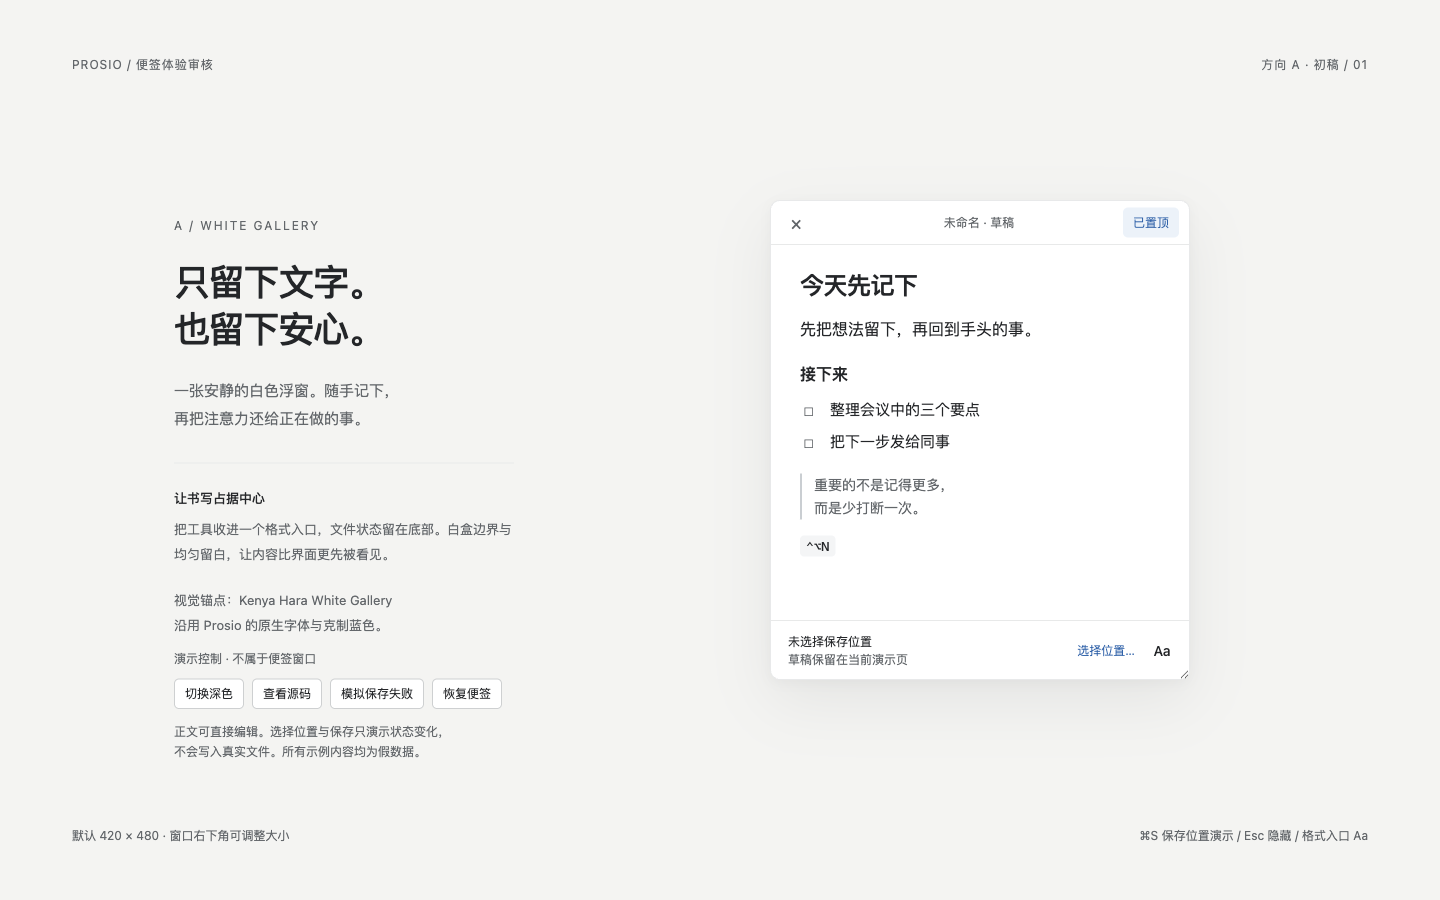 PROSIO / 便签体验审核
方向 A · 初稿 / 01
A / WHITE GALLERY
只留下文字。
也留下安心。
一张安静的白色浮窗。随手记下，
再把注意力还给正在做的事。
让书写占据中心
把工具收进一个格式入口，文件状态留在底部。白盒边界与
均匀留白，让内容比界面更先被看见。
视觉锚点：Kenya Hara White Gallery
沿用 Prosio 的原生字体与克制蓝色。
演示控制 · 不属于便签窗口
切换深色 查看源码 模拟保存失败 恢复便签
正文可直接编辑。选择位置与保存只演示状态变化，
不会写入真实文件。所有示例内容均为假数据。
× 未命名 · 草稿 已置顶
今天先记下
先把想法留下，再回到手头的事。
接下来
整理会议中的三个要点
把下一步发给同事
重要的不是记得更多，
而是少打断一次。
⌃⌥N
未选择保存位置
草稿保留在当前演示页
选择位置… Aa
默认 420 × 480 · 窗口右下角可调整大小
⌘S 保存位置演示 / Esc 隐藏 / 格式入口 Aa